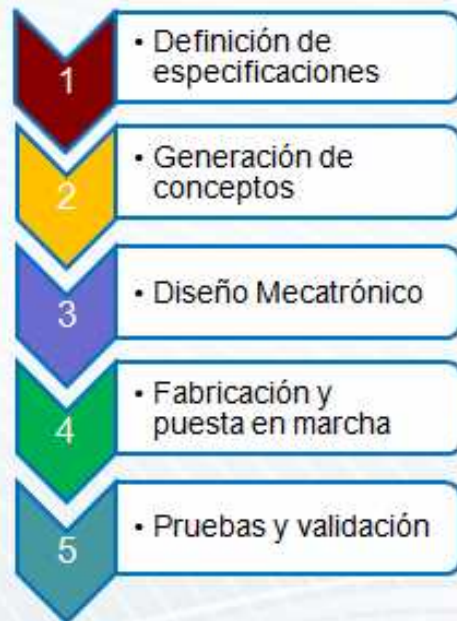 1
• Definición de
especificaciones
2
• Generación de
conceptos
3
• Diseño Mecatrónico
4
• Fabricación y
puesta en marcha
5
• Pruebas y validación